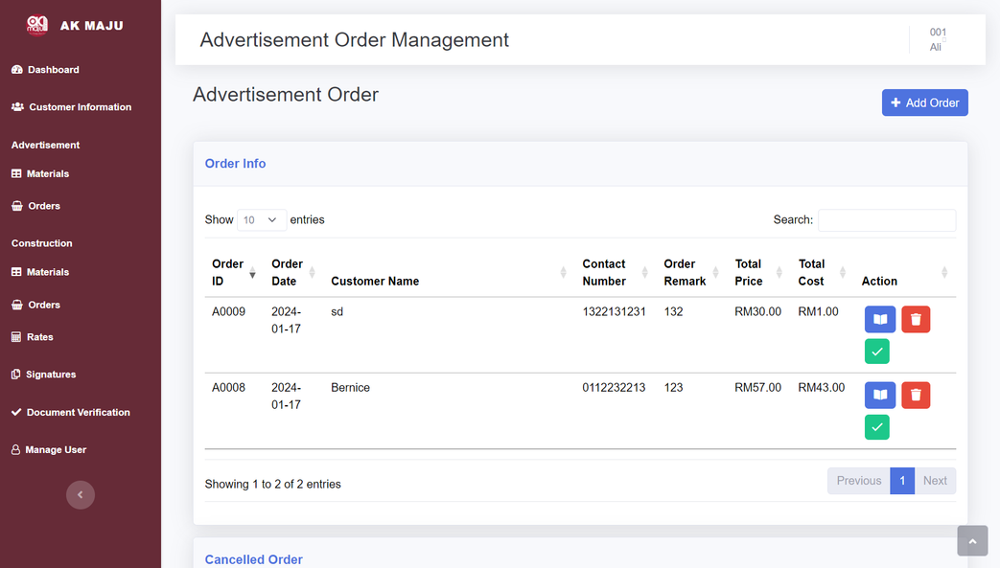 AK MAJU
Dashboard
Customer Information
Advertisement
Materials
Orders
Construction
Materials
Orders
Rates
Signatures
Document Verification
Manage User
Advertisement Order Management
001
Ali
Advertisement Order
Add Order
Order Info
Show 10 entries
Search:
Order ID Order Date Customer Name Contact Number Order Remark Total Price Total Cost Action
A0009 2024-01-17 sd 1322131231 132 RM30.00 RM1.00
A0008 2024-01-17 Bernice 0112232213 123 RM57.00 RM43.00
Showing 1 to 2 of 2 entries
Previous 1 Next
Cancelled Order